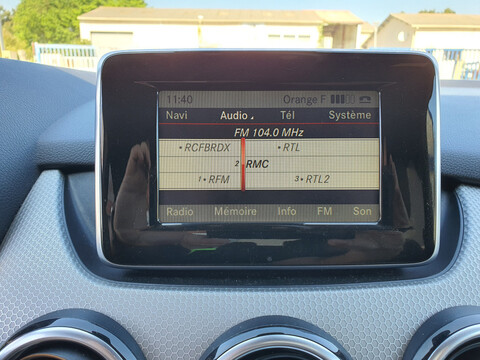 11:40 Orange F
Navi Audio Tél Système
FM 104.0 MHz
RCFBRDX RTL
2 RMC
1 RFM 3 RTL2
Radio Mémoire Info FM Son